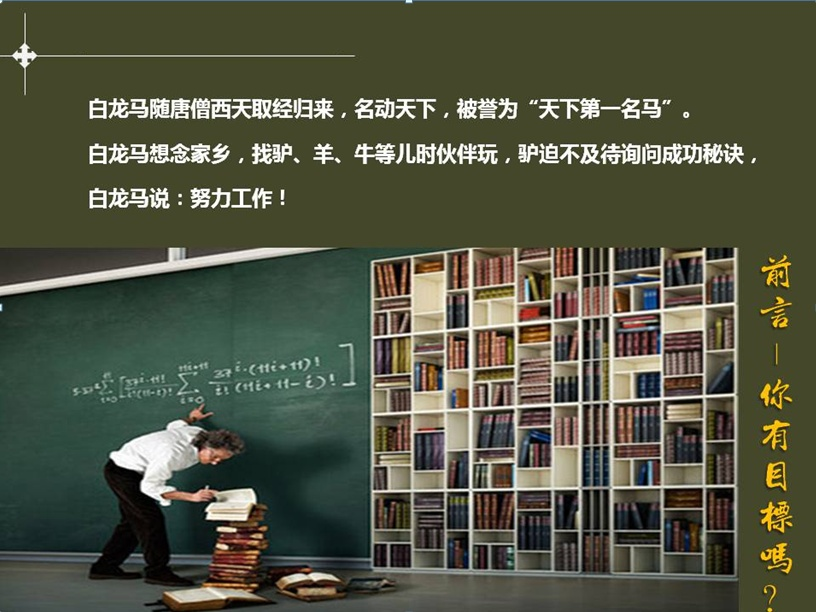 白龙马随唐僧西天取经归来，名动天下，被誉为“天下第一名马”。
白龙马想念家乡，找驴、羊、牛等儿时伙伴玩，驴迫不及待询问成功秘诀，
白龙马说：努力工作！
前言－你有目標嗎？